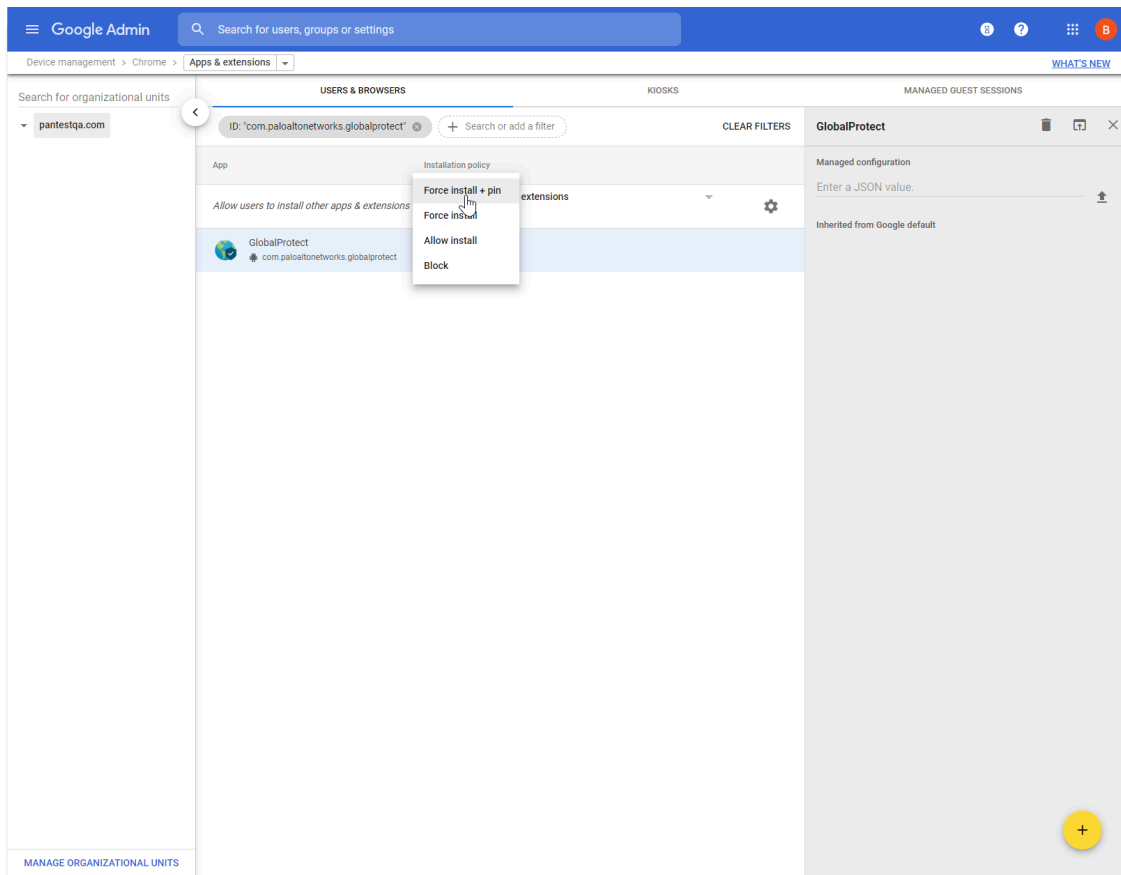 Google Admin
Search for users, groups or settings
8
?
B
Device management > Chrome > Apps & extensions
WHAT'S NEW
Search for organizational units
pantestqa.com
MANAGE ORGANIZATIONAL UNITS
USERS & BROWSERS
KIOSKS
MANAGED GUEST SESSIONS
ID: "com.paloaltonetworks.globalprotect"
+ Search or add a filter
CLEAR FILTERS
App
Installation policy
Allow users to install other apps & extensions
extensions
GlobalProtect
com.paloaltonetworks.globalprotect
Force install + pin
Force install
Allow install
Block
GlobalProtect
Managed configuration
Enter a JSON value.
Inherited from Google default
+